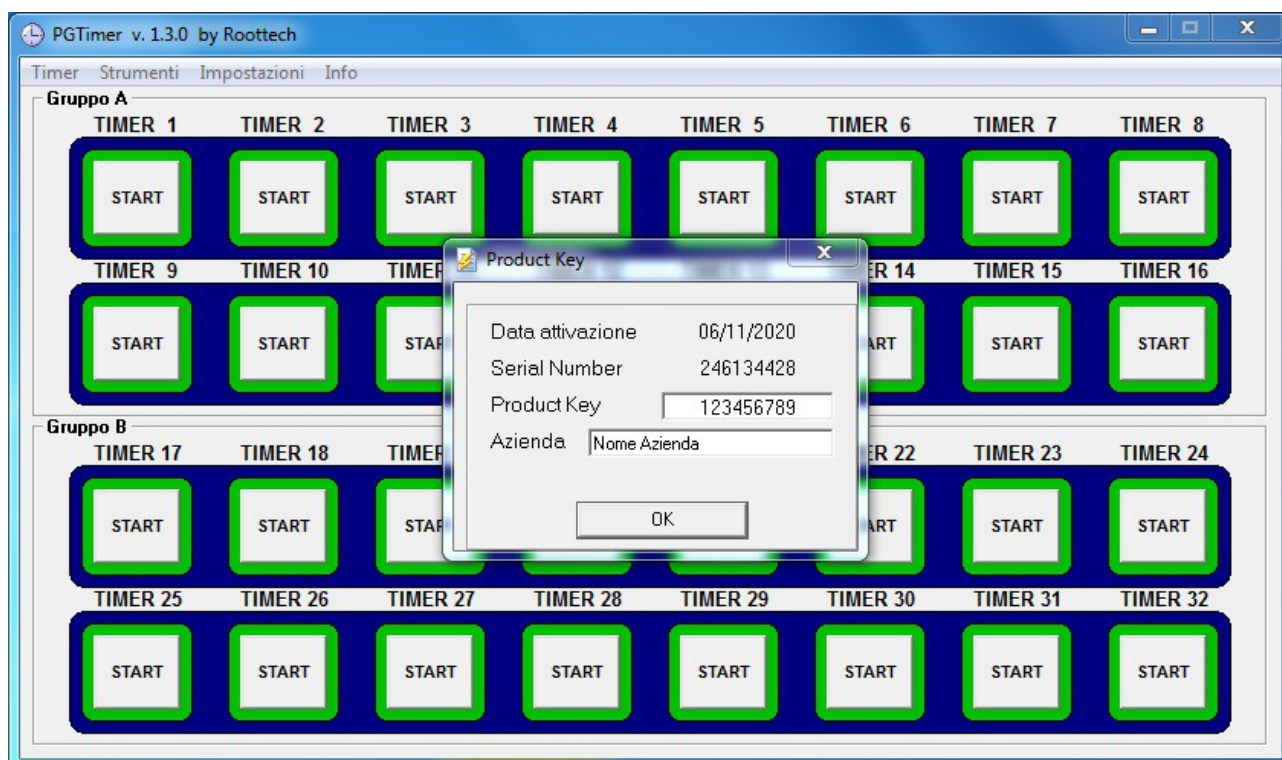 PGTimer v. 1.3.0 by Roottech
Timer Strumenti Impostazioni Info
Gruppo A
TIMER 1 TIMER 2 TIMER 3 TIMER 4 TIMER 5 TIMER 6 TIMER 7 TIMER 8
START START START START START START START START
TIMER 9 TIMER 10 TIMER 14 TIMER 15 TIMER 16
START START START START
Product Key
Data attivazione 06/11/2020
Serial Number 246134428
Product Key 123456789
Azienda Nome Azienda
OK
Gruppo B
TIMER 17 TIMER 18 22 TIMER 23 TIMER 24
START START START START
TIMER 25 TIMER 26 TIMER 27 TIMER 28 TIMER 29 TIMER 30 TIMER 31 TIMER 32
START START START START START START START START